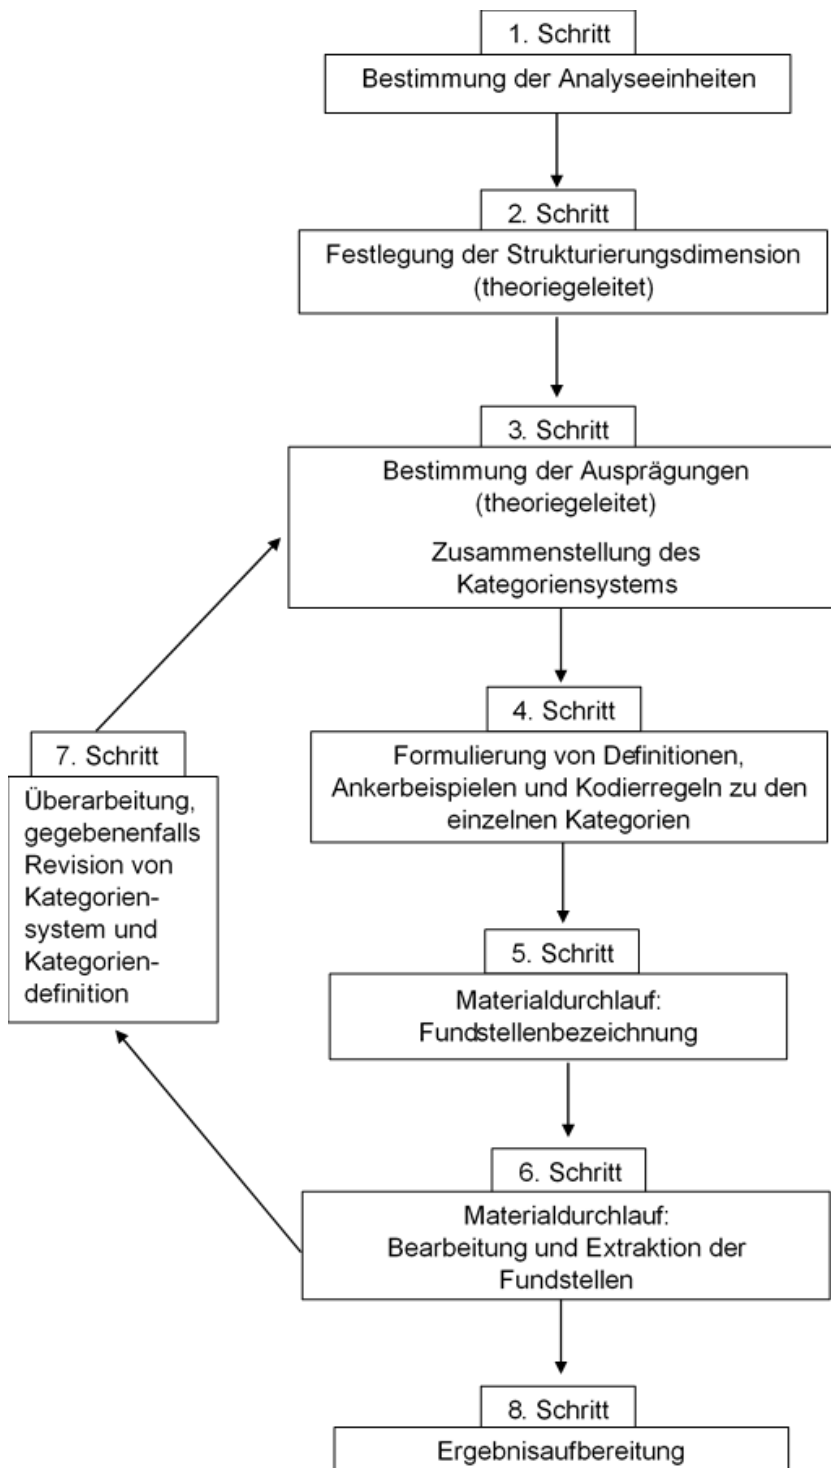 1. Schritt
Bestimmung der Analyseeinheiten
2. Schritt
Festlegung der Strukturierungsdimension
(theoriegeleitet)
3. Schritt
Bestimmung der Ausprägungen
(theoriegeleitet)
Zusammenstellung des
Kategoriensystems
4. Schritt
Formulierung von Definitionen,
Ankerbeispielen und Kodierregeln zu den
einzelnen Kategorien
5. Schritt
Materialdurchlauf:
Fundstellenbezeichnung
6. Schritt
Materialdurchlauf:
Bearbeitung und Extraktion der
Fundstellen
7. Schritt
Überarbeitung,
gegebenenfalls
Revision von
Kategorien-
system und
Kategorien-
definition
8. Schritt
Ergebnisaufbereitung